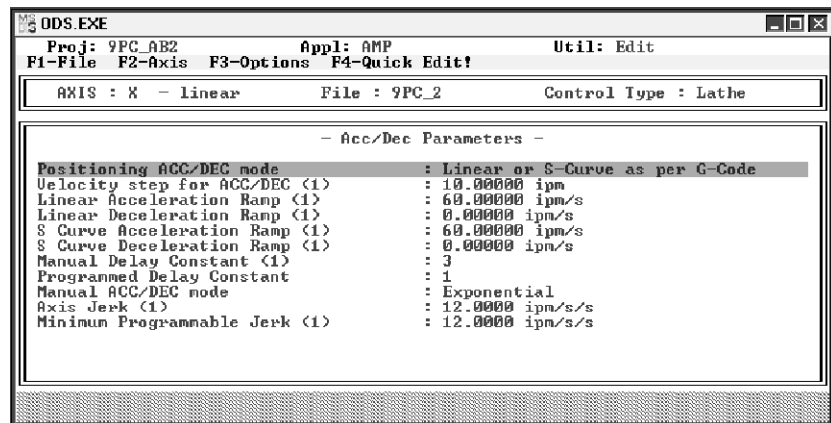 MS DOS ODS.EXE
Proj: 9PC_AB2 Appl: AMP Util: Edit
F1-File F2-Axis F3-Options F4-Quick Edit!
AXIS : X - linear File : 9PC_2 Control Type : Lathe
- Acc/Dec Parameters -
Positioning ACC/DEC mode : Linear or S-Curve as per G-Code
Velocity step for ACC/DEC (1) : 10.00000 ipm
Linear Acceleration Ramp (1) : 60.00000 ipm/s
Linear Deceleration Ramp (1) : 0.00000 ipm/s
S Curve Acceleration Ramp (1) : 60.00000 ipm/s
S Curve Deceleration Ramp (1) : 0.00000 ipm/s
Manual Delay Constant (1) : 3
Programmed Delay Constant : 1
Manual ACC/DEC mode : Exponential
Axis Jerk (1) : 12.0000 ipm/s/s
Minimum Programmable Jerk (1) : 12.0000 ipm/s/s